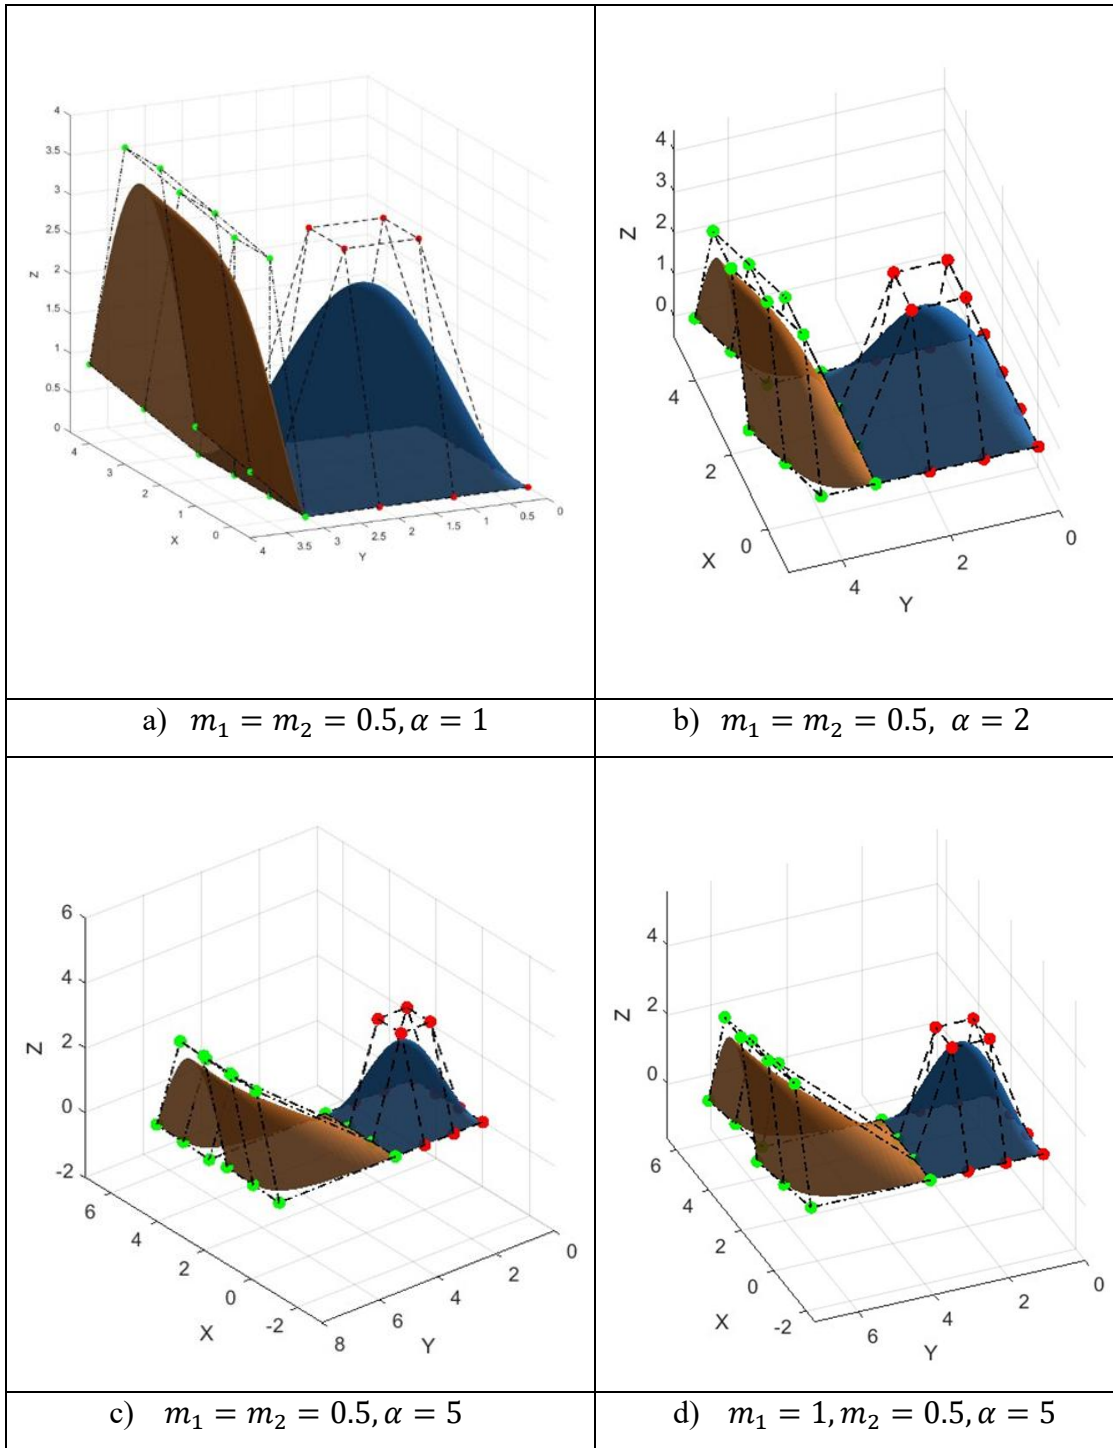 4
3.5
3
2.5
2
1.5
1
0.5
0
Z
4
3
2
1
0
X
4 3.5 3 2.5 2 1.5 1 0.5 0
Y
4
3
2
1
0
Z
4
2
0
X
4 2 0
Y
a) m₁ = m₂ = 0.5, α = 1
b) m₁ = m₂ = 0.5, α = 2
6
4
2
0
-2
Z
6
4
2
0
-2
X
8 6 4 2 0
Y
4
2
0
Z
6
4
2
0
-2
X
6 4 2 0
Y
c) m₁ = m₂ = 0.5, α = 5
d) m₁ = 1, m₂ = 0.5, α = 5